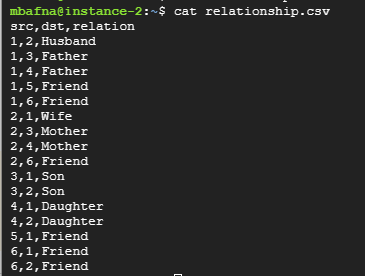 mbafna@instance-2:~$ cat relationship.csv
src,dst,relation
1,2,Husband
1,3,Father
1,4,Father
1,5,Friend
1,6,Friend
2,1,Wife
2,3,Mother
2,4,Mother
2,6,Friend
3,1,Son
3,2,Son
4,1,Daughter
4,2,Daughter
5,1,Friend
6,1,Friend
6,2,Friend